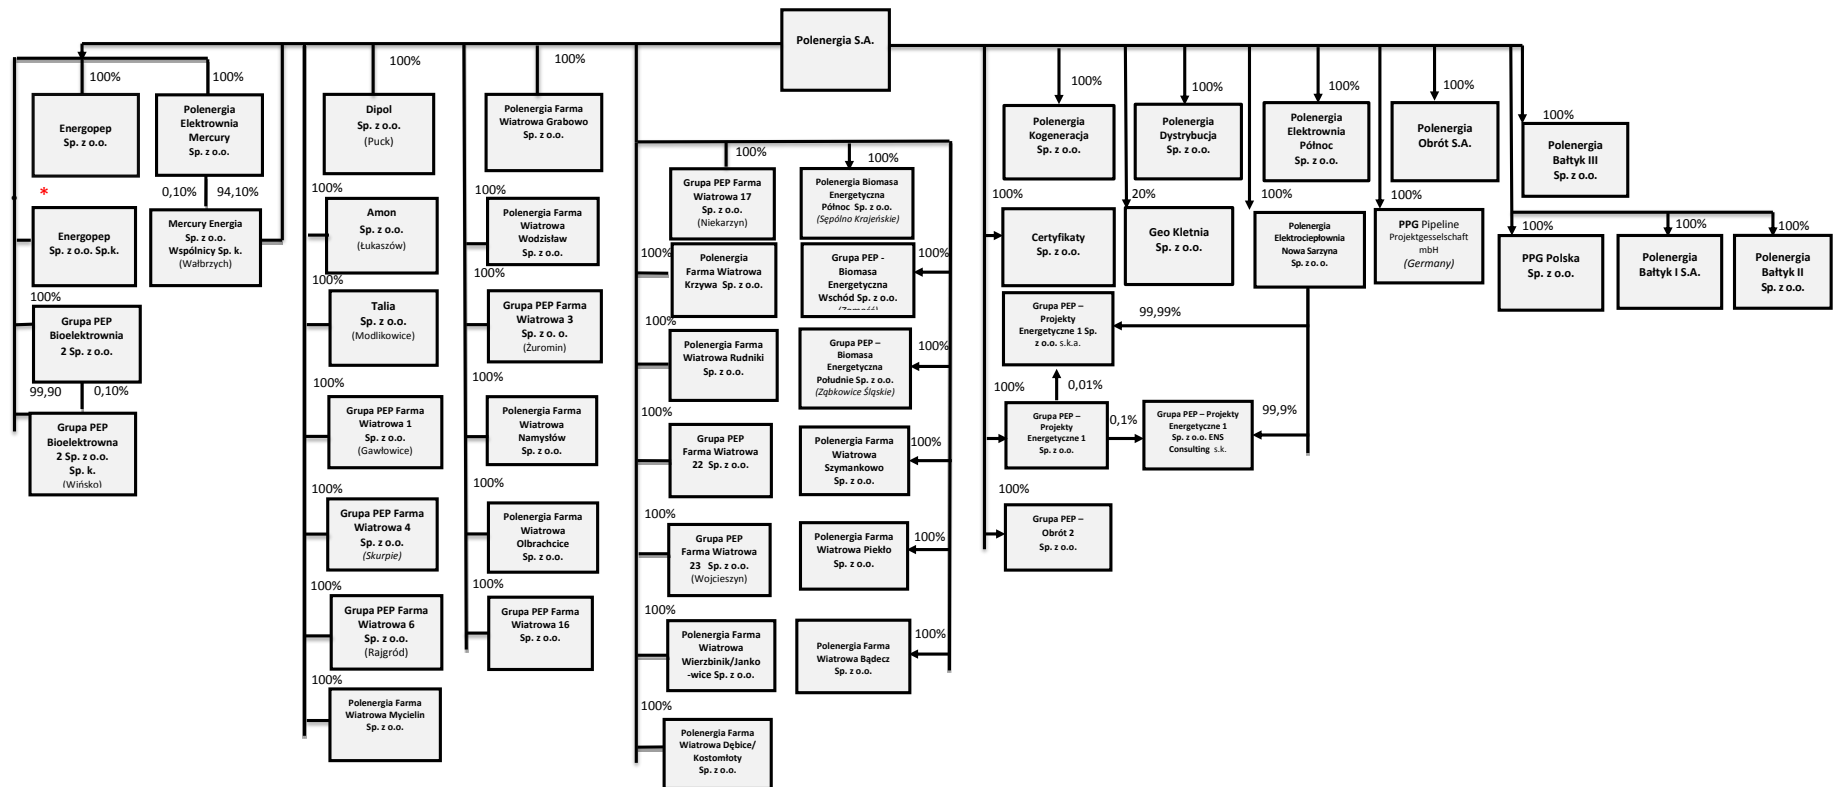 Polenergia S.A.
100%
Energopep
Sp. z o.o.
*
Energopep
Sp. z o.o. Sp.k.
100%
Grupa PEP
Bioelektrownia
2 Sp. z o.o.
99,90
0,10%
Grupa PEP
Bioelektrowna
2 Sp. z o.o.
Sp. k.
(Wińsko)
100%
Polenergia
Elektrownia
Mercury
Sp. z o.o.
0,10%
94,10%
Mercury Energia
Sp. z o.o.
Wspólnicy Sp. k.
(Wałbrzych)
100%
Dipol
Sp. z o.o.
(Puck)
100%
Amon
Sp. z o.o.
(Łukaszów)
100%
Talia
Sp. z o.o.
(Modlikowice)
100%
Grupa PEP Farma
Wiatrowa 1
Sp. z o.o.
(Gawłowice)
100%
Grupa PEP Farma
Wiatrowa 4
Sp. z o.o.
(Skurpie)
100%
Grupa PEP Farma
Wiatrowa 6
Sp. z o.o.
(Rajgród)
100%
Polenergia Farma
Wiatrowa Mycielin
Sp. z o.o.
100%
Polenergia Farma
Wiatrowa Grabowo
Sp. z o.o.
100%
Polenergia Farma
Wiatrowa
Wodzisław
Sp. z o.o.
100%
Grupa PEP Farma
Wiatrowa 3
Sp. z o. o.
(Żuromin)
100%
Polenergia Farma
Wiatrowa
Namysłów
Sp. z o.o.
100%
Polenergia Farma
Wiatrowa
Olbrachcice
Sp. z o.o.
100%
Grupa PEP Farma
Wiatrowa 16
Sp. z o.o.
100%
Grupa PEP Farma
Wiatrowa 17
Sp. z o.o.
(Niekarzyn)
100%
Polenergia
Farma Wiatrowa
Krzywa Sp. z o.o.
100%
Polenergia Farma
Wiatrowa Rudniki
Sp. z o.o.
100%
Grupa PEP
Farma Wiatrowa
22 Sp. z o.o.
100%
Grupa PEP
Farma Wiatrowa
23 Sp. z o.o.
(Wojcieszyn)
100%
Polenergia Farma
Wiatrowa
Wierzbinik/Janko
-wice Sp. z o.o.
100%
Polenergia Farma
Wiatrowa Dębice/
Kostomłoty
Sp. z o.o.
100%
Polenergia Biomasa
Energetyczna
Północ Sp. z o.o.
(Sępólno Krajeńskie)
100%
Grupa PEP -
Biomasa
Energetyczna
Wschód Sp. z o.o.
(Zamość)
100%
Grupa PEP –
Biomasa
Energetyczna
Południe Sp. z o.o.
(Ząbkowice Śląskie)
100%
Polenergia Farma
Wiatrowa
Szymankowo
Sp. z o.o.
100%
Polenergia Farma
Wiatrowa Piekło
Sp. z o.o.
100%
Polenergia Farma
Wiatrowa Bądecz
Sp. z o.o.
100%
Polenergia
Kogeneracja
Sp. z o.o.
100%
Certyfikaty
Sp. z o.o.
Grupa PEP –
Projekty
Energetyczne 1 Sp.
z o.o. s.k.a.
99,99%
100%
0,01%
Grupa PEP –
Projekty
Energetyczne 1
Sp. z o.o.
0,1%
Grupa PEP – Projekty
Energetyczne 1
Sp. z o.o. ENS
Consulting s.k.
99,9%
100%
Grupa PEP –
Obrót 2
Sp. z o.o.
100%
Polenergia
Dystrybucja
Sp. z o.o.
20%
Geo Kletnia
Sp. z o.o.
100%
Polenergia
Elektrownia
Północ
Sp. z o.o.
100%
Polenergia
Elektrociepłownia
Nowa Sarzyna
Sp. z o. o.
100%
Polenergia
Obrót S.A.
100%
PPG Pipeline
Projektgesselschaft
mbH
(Germany)
100%
Polenergia
Bałtyk III
Sp. z o.o.
100%
PPG Polska
Sp. z o.o.
100%
Polenergia
Bałtyk I S.A.
100%
Polenergia
Bałtyk II
Sp. z o.o.